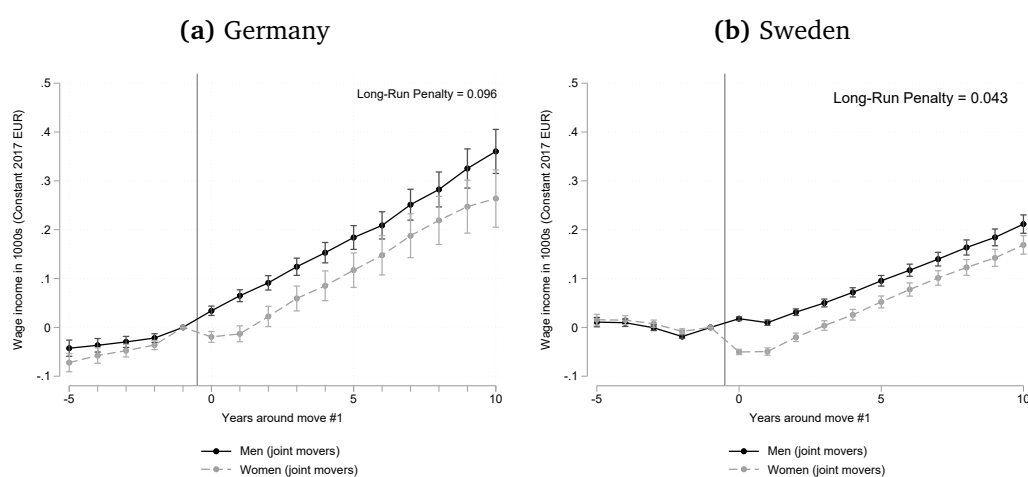 (a) Germany
Wage income in 1000s (Constant 2017 EUR)
.5
.4
.3
.2
.1
0
-.1
Long-Run Penalty = 0.096
-5 0 5 10
Years around move #1
Men (joint movers)
Women (joint movers)
(b) Sweden
Wage income in 1000s (Constant 2017 EUR)
.5
.4
.3
.2
.1
0
-.1
Long-Run Penalty = 0.043
-5 0 5 10
Years around move #1
Men (joint movers)
Women (joint movers)